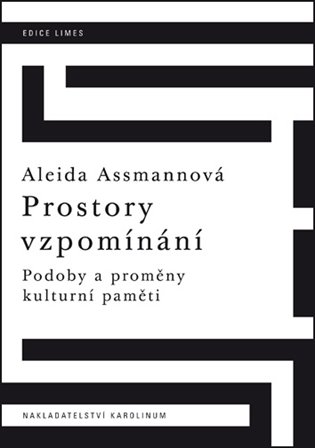 EDICE LIMES
Aleida Assmannová
Prostory
vzpomínání
Podoby a proměny
kulturní paměti
NAKLADATELSTVÍ KAROLINUM